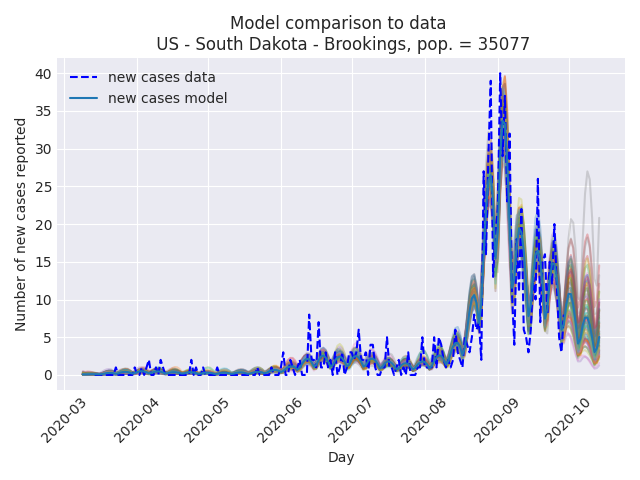 Model comparison to data
US - South Dakota - Brookings, pop. = 35077
new cases data
new cases model
Number of new cases reported
40
35
30
25
20
15
10
5
0
2020-03
2020-04
2020-05
2020-06
2020-07
2020-08
2020-09
2020-10
Day